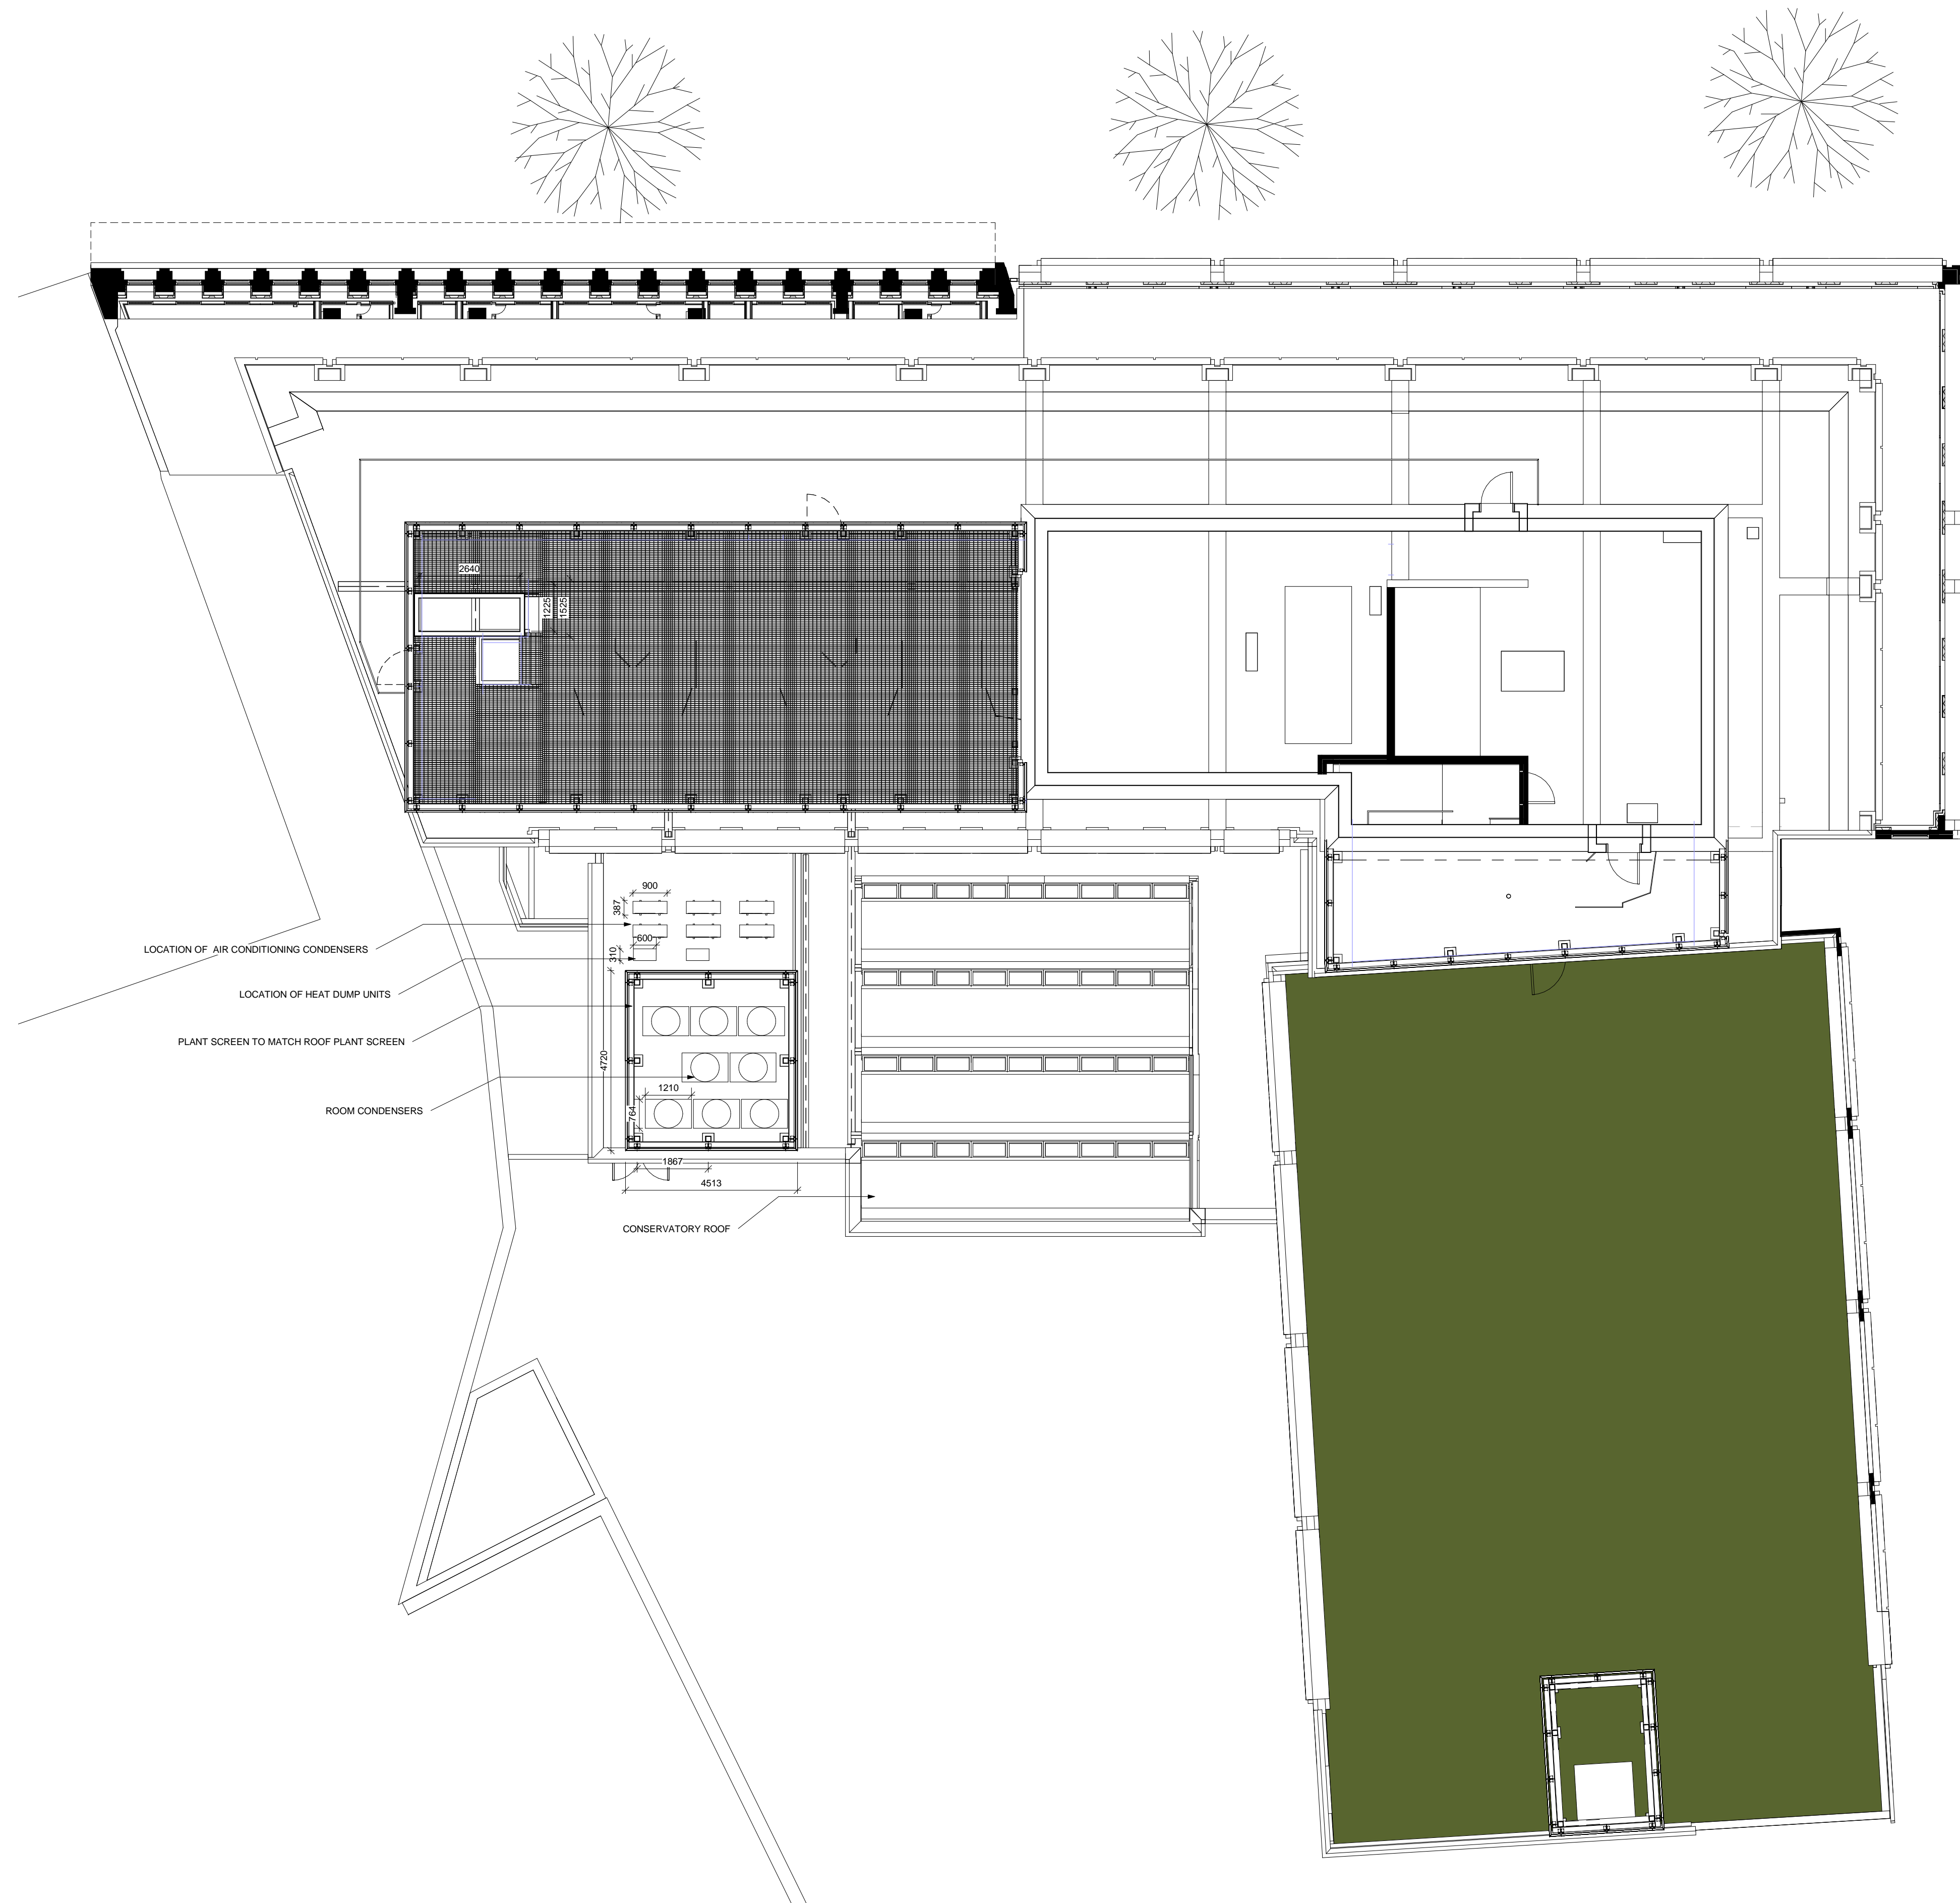 2640
1225
1525
900
387
LOCATION OF AIR CONDITIONING CONDENSERS
600
310
LOCATION OF HEAT DUMP UNITS
PLANT SCREEN TO MATCH ROOF PLANT SCREEN
4720
ROOM CONDENSERS
1210
764
1867
4513
CONSERVATORY ROOF